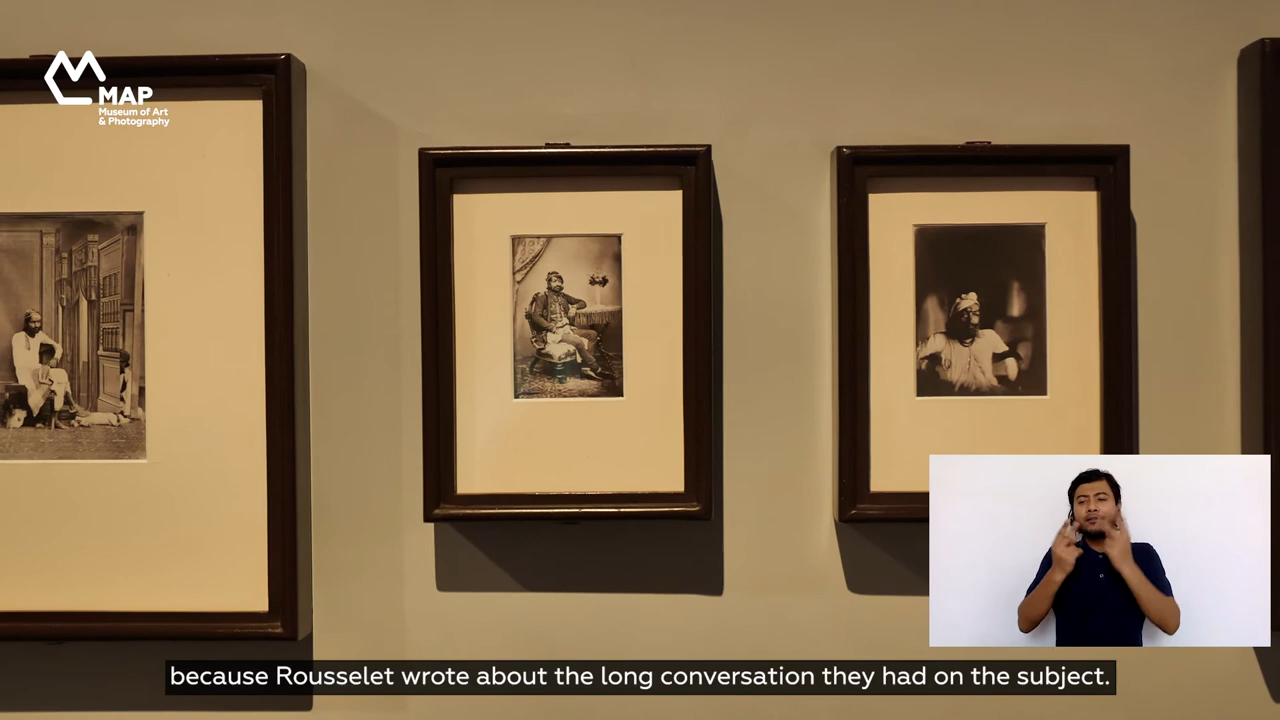 MAP
Museum of Art
& Photography
because Rousselet wrote about the long conversation they had on the subject.